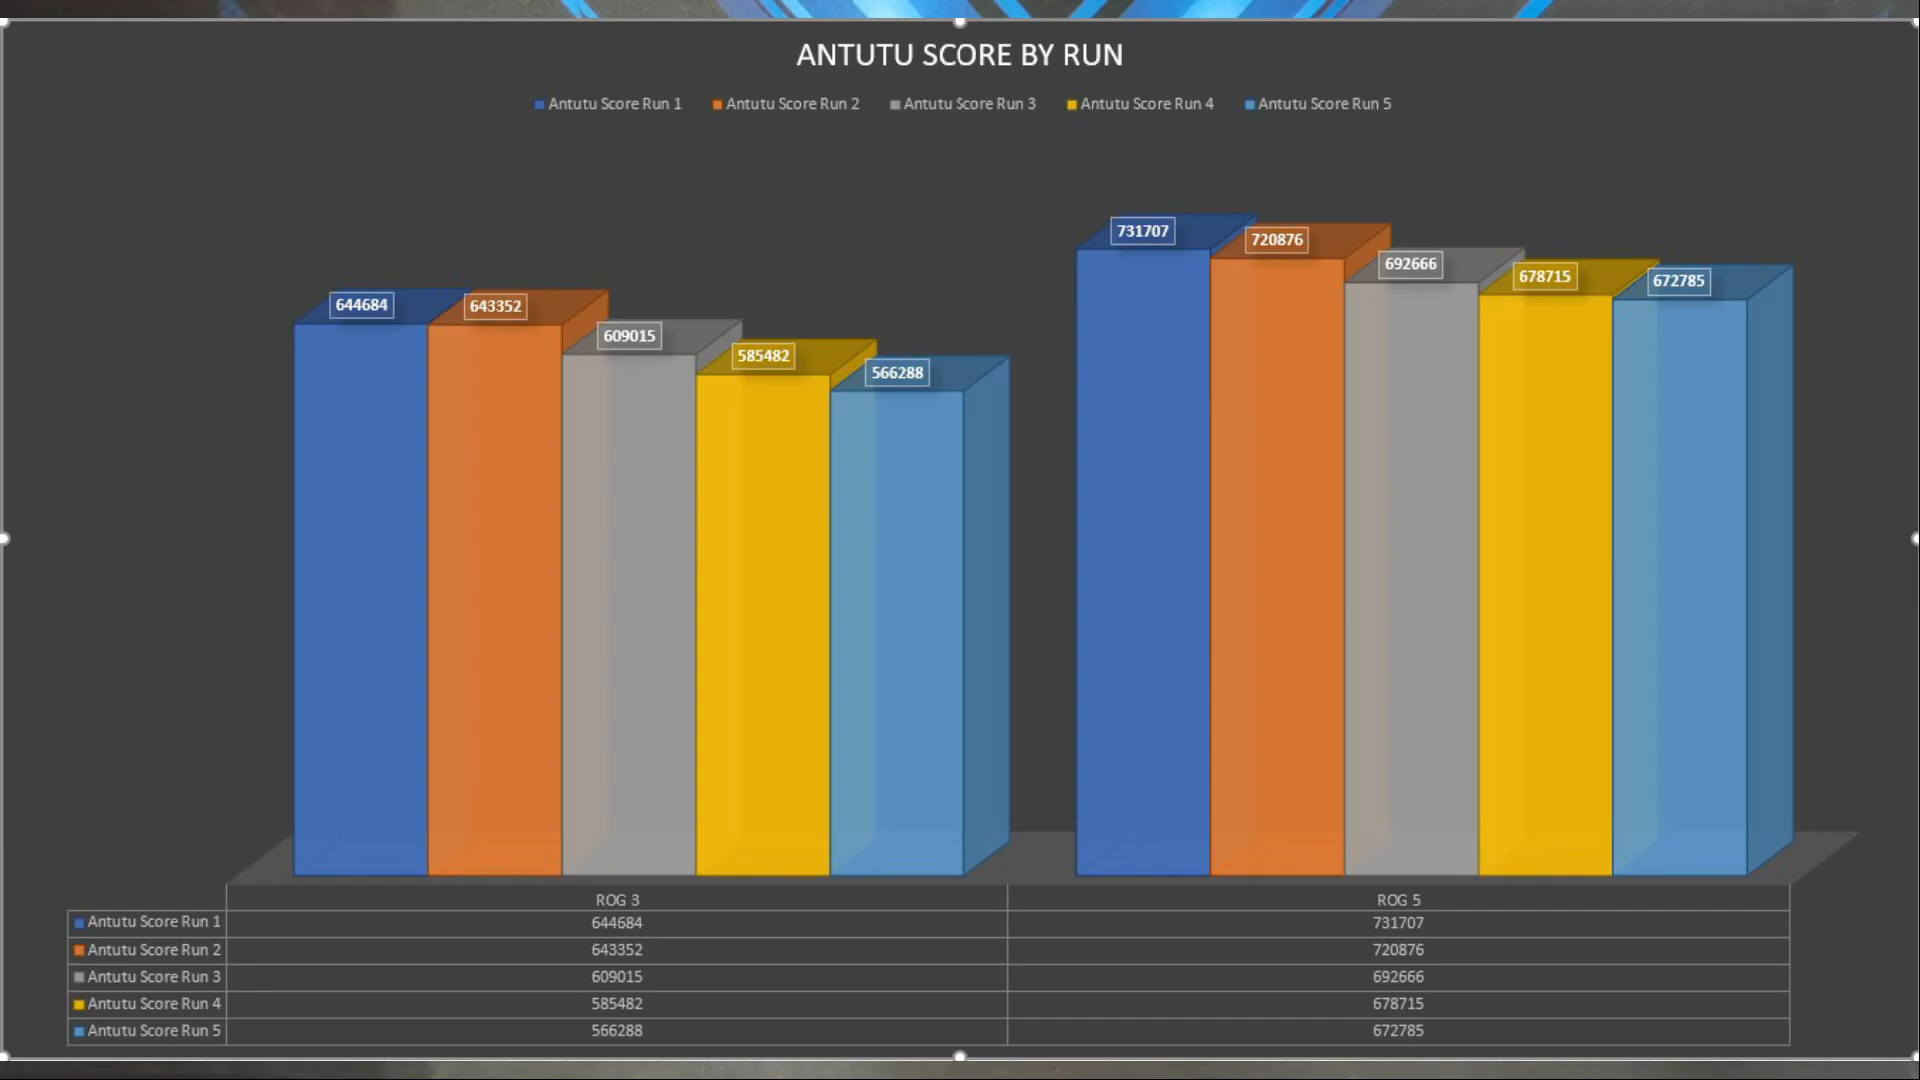 ANTUTU SCORE BY RUN
Antutu Score Run 1 Antutu Score Run 2 Antutu Score Run 3 Antutu Score Run 4 Antutu Score Run 5
644684 643352 609015 585482 566288 731707 720876 692666 678715 672785
ROG 3 ROG 5
Antutu Score Run 1 644684 731707
Antutu Score Run 2 643352 720876
Antutu Score Run 3 609015 692666
Antutu Score Run 4 585482 678715
Antutu Score Run 5 566288 672785